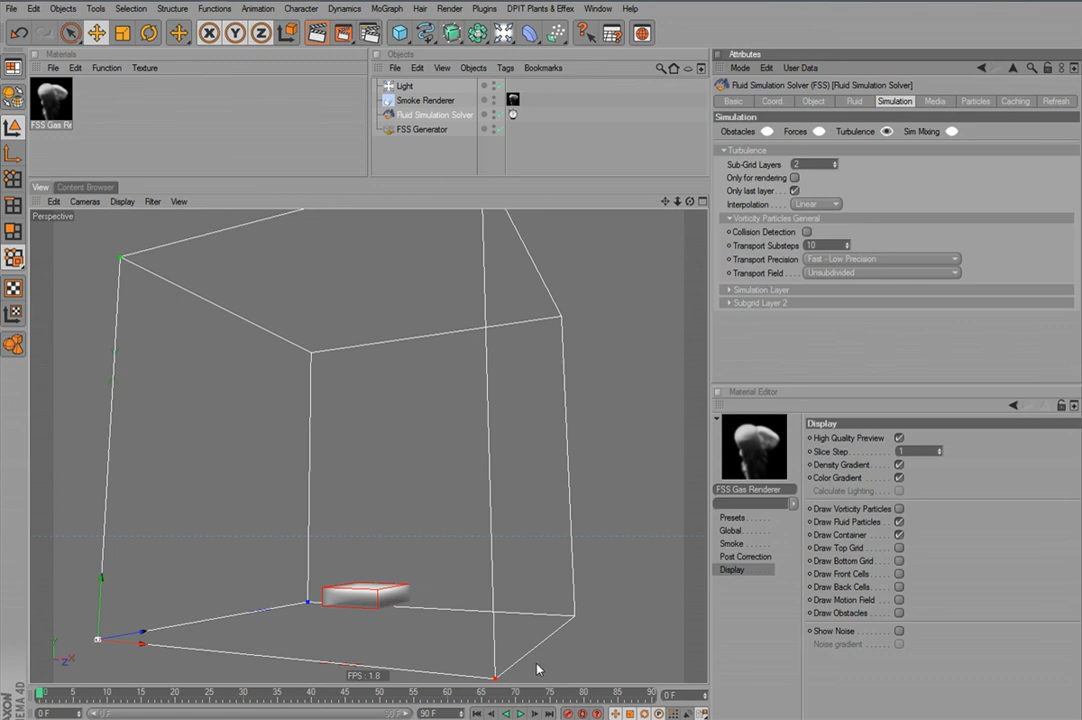 File Edit Objects Tools Selection Structure Functions Animation Character Dynamics MoGraph Hair Render Plugins DPIT Plants & Effex Window Help
Materials
File Edit Function Texture
FSS Gas R
Objects
File Edit View Objects Tags Bookmarks
Light
Smoke Renderer
Fluid Simulation Solver
FSS Generator
View Content Browser
Edit Cameras Display Filter View
Perspective
Y
Z X
FPS : 1.8
0 5 10 15 20 25 30 35 40 45 50 55 60 65 70 75 80 85 90 0 F
0 F 0 F 90 F 90 F
Attributes
Mode Edit User Data
Fluid Simulation Solver (FSS) [Fluid Simulation Solver]
Basic Coord Object Fluid Simulation Media Particles Caching Refresh
Simulation
Obstacles Forces Turbulence Sim Mixing
Turbulence
Sub-Grid Layers 2
Only for rendering
Only last layer
Interpolation Linear
Vorticity Particles General
Collision Detection
Transport Substeps 10
Transport Precision Fast - Low Precision
Transport Field Unsubdivided
Simulation Layer
Subgrid Layer 2
Material Editor
FSS Gas Renderer
Presets
Global
Smoke
Post Correction
Display
Display
High Quality Preview
Slice Step 1
Density Gradient
Color Gradient
Calculate Lighting
Draw Vorticity Particles
Draw Fluid Particles
Draw Container
Draw Top Grid
Draw Bottom Grid
Draw Front Cells
Draw Back Cells
Draw Motion Field
Draw Obstacles
Show Noise
Noise gradient
AXON
CINEMA 4D